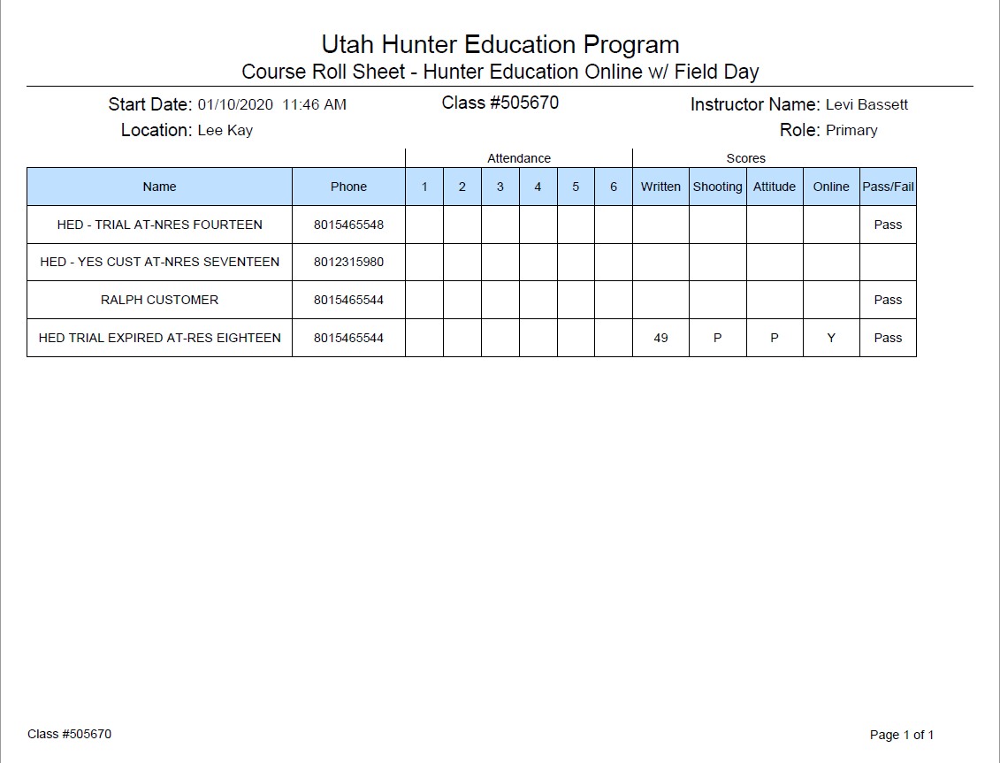 Utah Hunter Education Program
Course Roll Sheet - Hunter Education Online w/ Field Day
Start Date: 01/10/2020 11:46 AM Class #505670 Instructor Name: Levi Bassett
Location: Lee Kay Role: Primary
Attendance Scores
Name Phone 1 2 3 4 5 6 Written Shooting Attitude Online Pass/Fail
HED - TRIAL AT-NRES FOURTEEN 8015465548 Pass
HED - YES CUST AT-NRES SEVENTEEN 8012315980
RALPH CUSTOMER 8015465544 Pass
HED TRIAL EXPIRED AT-RES EIGHTEEN 8015465544 49 P P Y Pass
Class #505670 Page 1 of 1